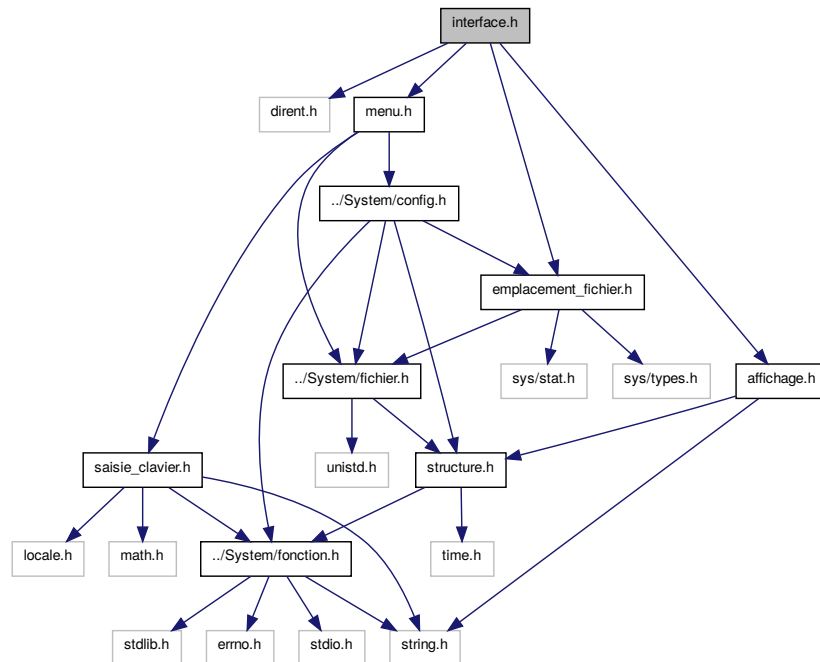 interface.h
dirent.h
menu.h
../System/config.h
emplacement_fichier.h
../System/fichier.h
sys/stat.h
sys/types.h
affichage.h
saisie_clavier.h
unistd.h
structure.h
locale.h
math.h
../System/fonction.h
time.h
stdlib.h
errno.h
stdio.h
string.h